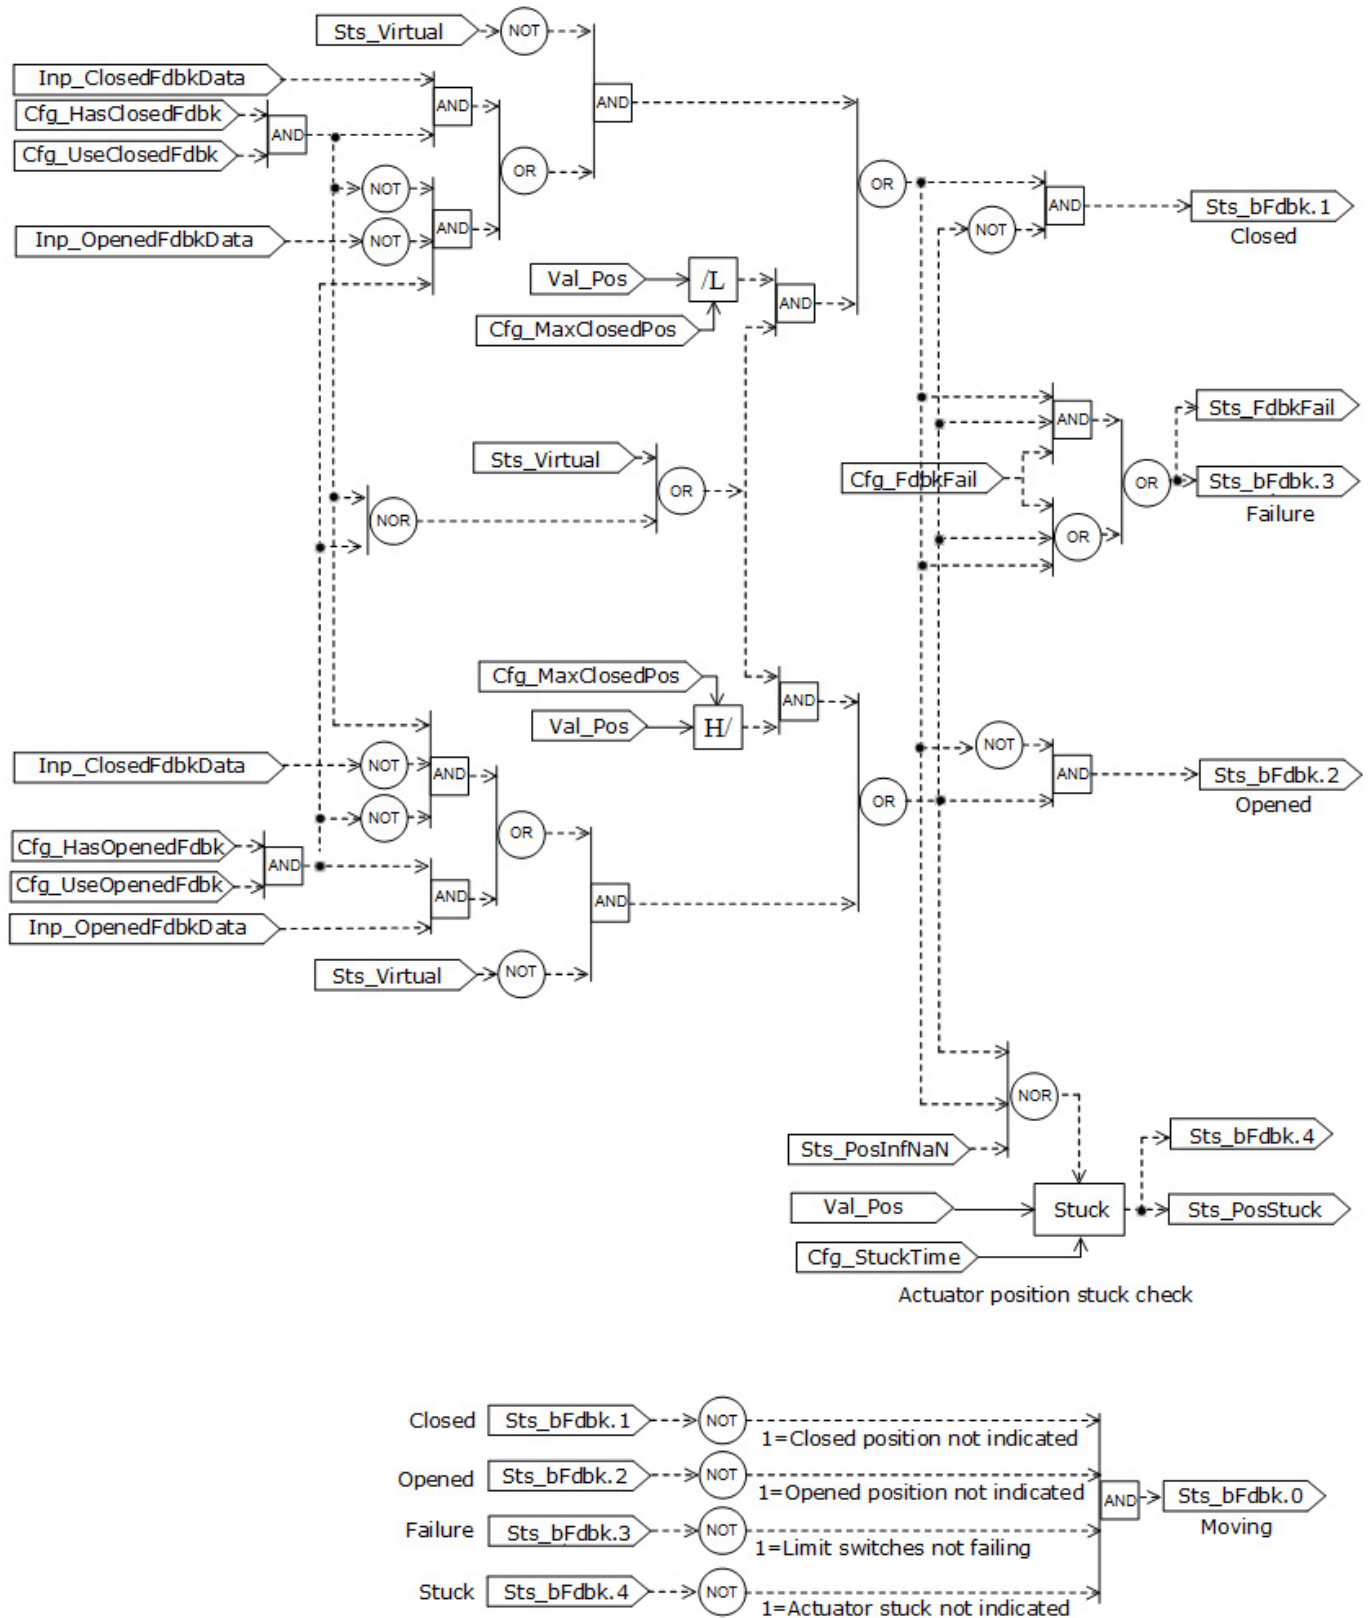 Sts_Virtual
NOT
Inp_ClosedFdbkData
AND
AND
Cfg_HasClosedFdbk
AND
Cfg_UseClosedFdbk
OR
OR
NOT
AND
Sts_bFdbk.1
Closed
AND
NOT
Inp_OpenedFdbkData
NOT
Val_Pos
/L
AND
Cfg_MaxClosedPos
Sts_FdbkFail
AND
Sts_Virtual
OR
Cfg_FdbkFail
OR
Sts_bFdbk.3
Failure
NOR
OR
Cfg_MaxClosedPos
AND
Val_Pos
H/
NOT
Inp_ClosedFdbkData
NOT
AND
AND
Sts_bFdbk.2
Opened
OR
NOT
OR
Cfg_HasOpenedFdbk
AND
Cfg_UseOpenedFdbk
AND
AND
Inp_OpenedFdbkData
Sts_Virtual
NOT
NOR
Sts_bFdbk.4
Sts_PosInfNaN
Val_Pos
Stuck
Sts_PosStuck
Cfg_StuckTime
Actuator position stuck check
Closed
Sts_bFdbk.1
NOT
1=Closed position not indicated
Opened
Sts_bFdbk.2
NOT
1=Opened position not indicated
AND
Sts_bFdbk.0
Moving
Failure
Sts_bFdbk.3
NOT
1=Limit switches not failing
Stuck
Sts_bFdbk.4
NOT
1=Actuator stuck not indicated